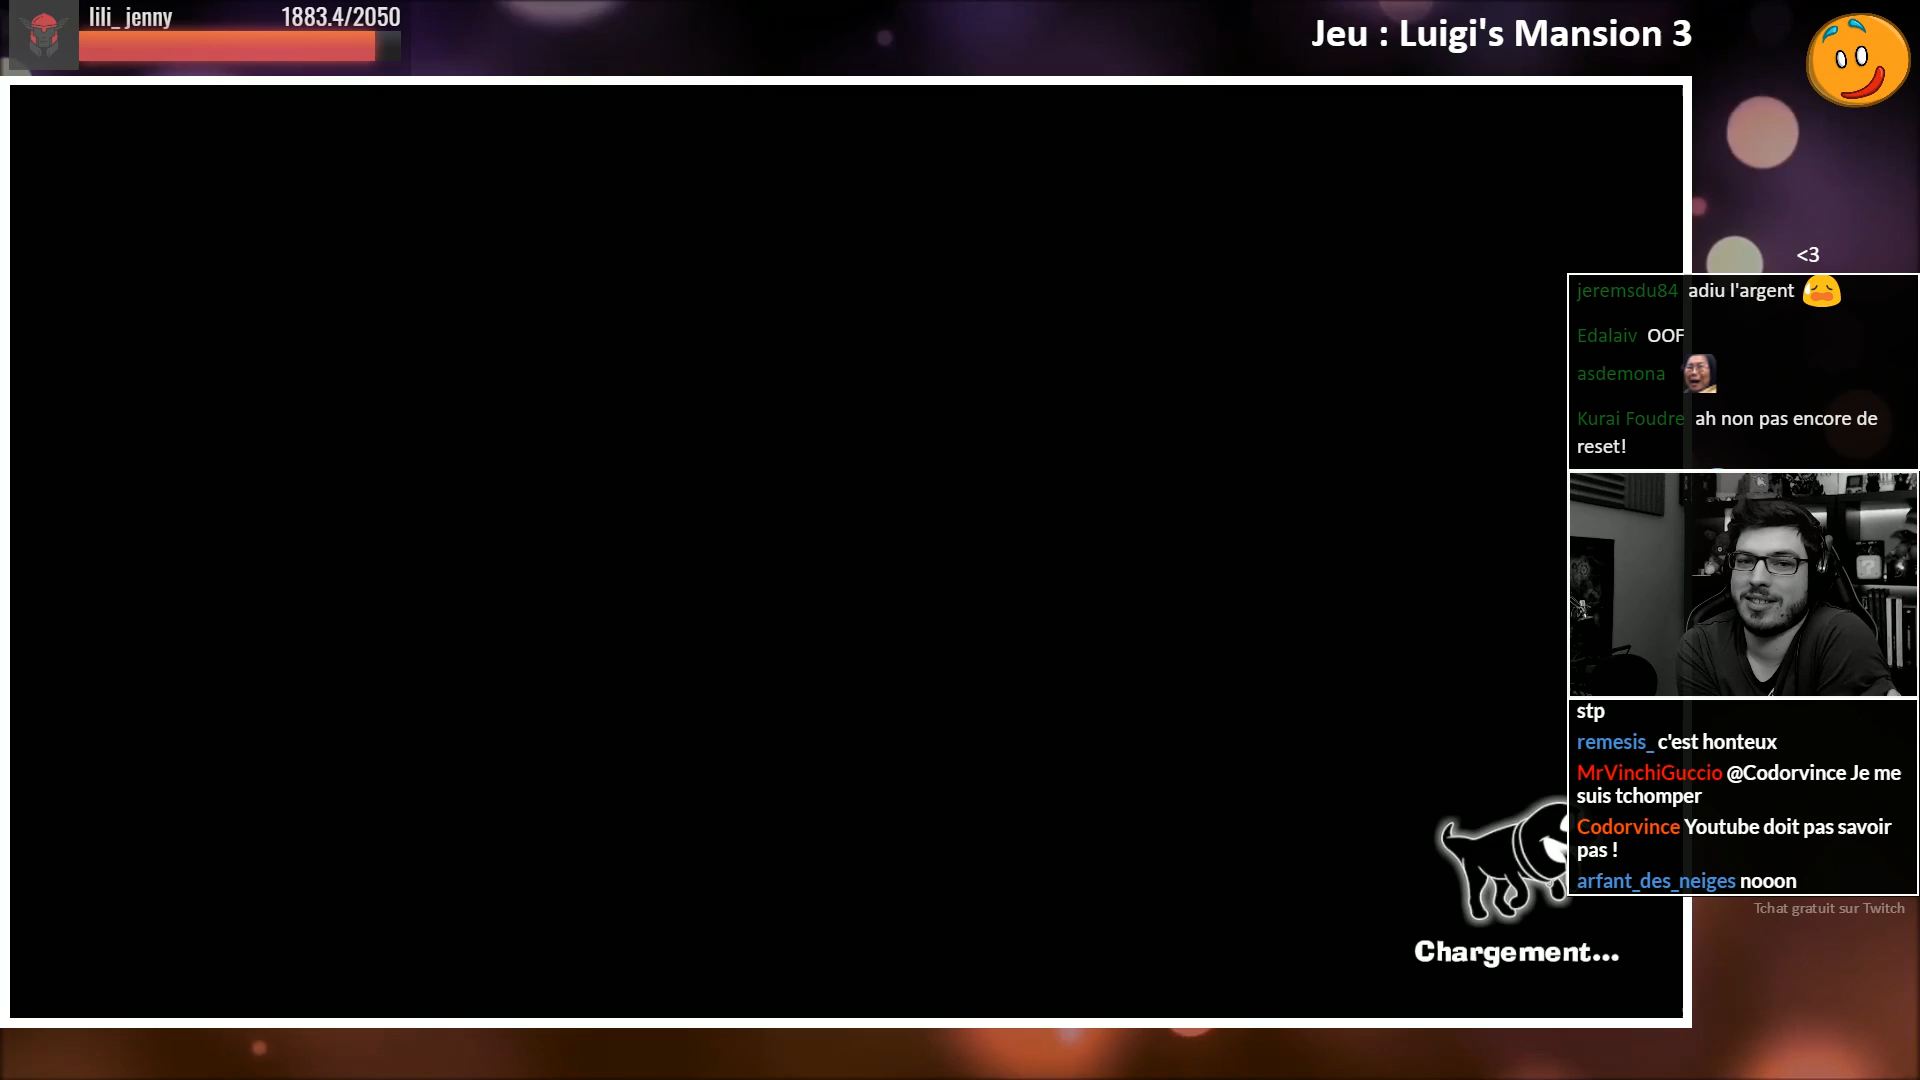 lili_ jenny 1883.4/2050
Jeu : Luigi's Mansion 3
<3
jeremsdu84 adiu l'argent
Edalaiv OOF
asdemona
Kurai Foudre ah non pas encore de
reset!
stp
remesis_ c'est honteux
MrVinchiGuccio @Codorvince Je me
suis tchomper
Codorvince Youtube doit pas savoir
pas !
arfant_des_neiges nooon
Tchat gratuit sur Twitch
Chargement...